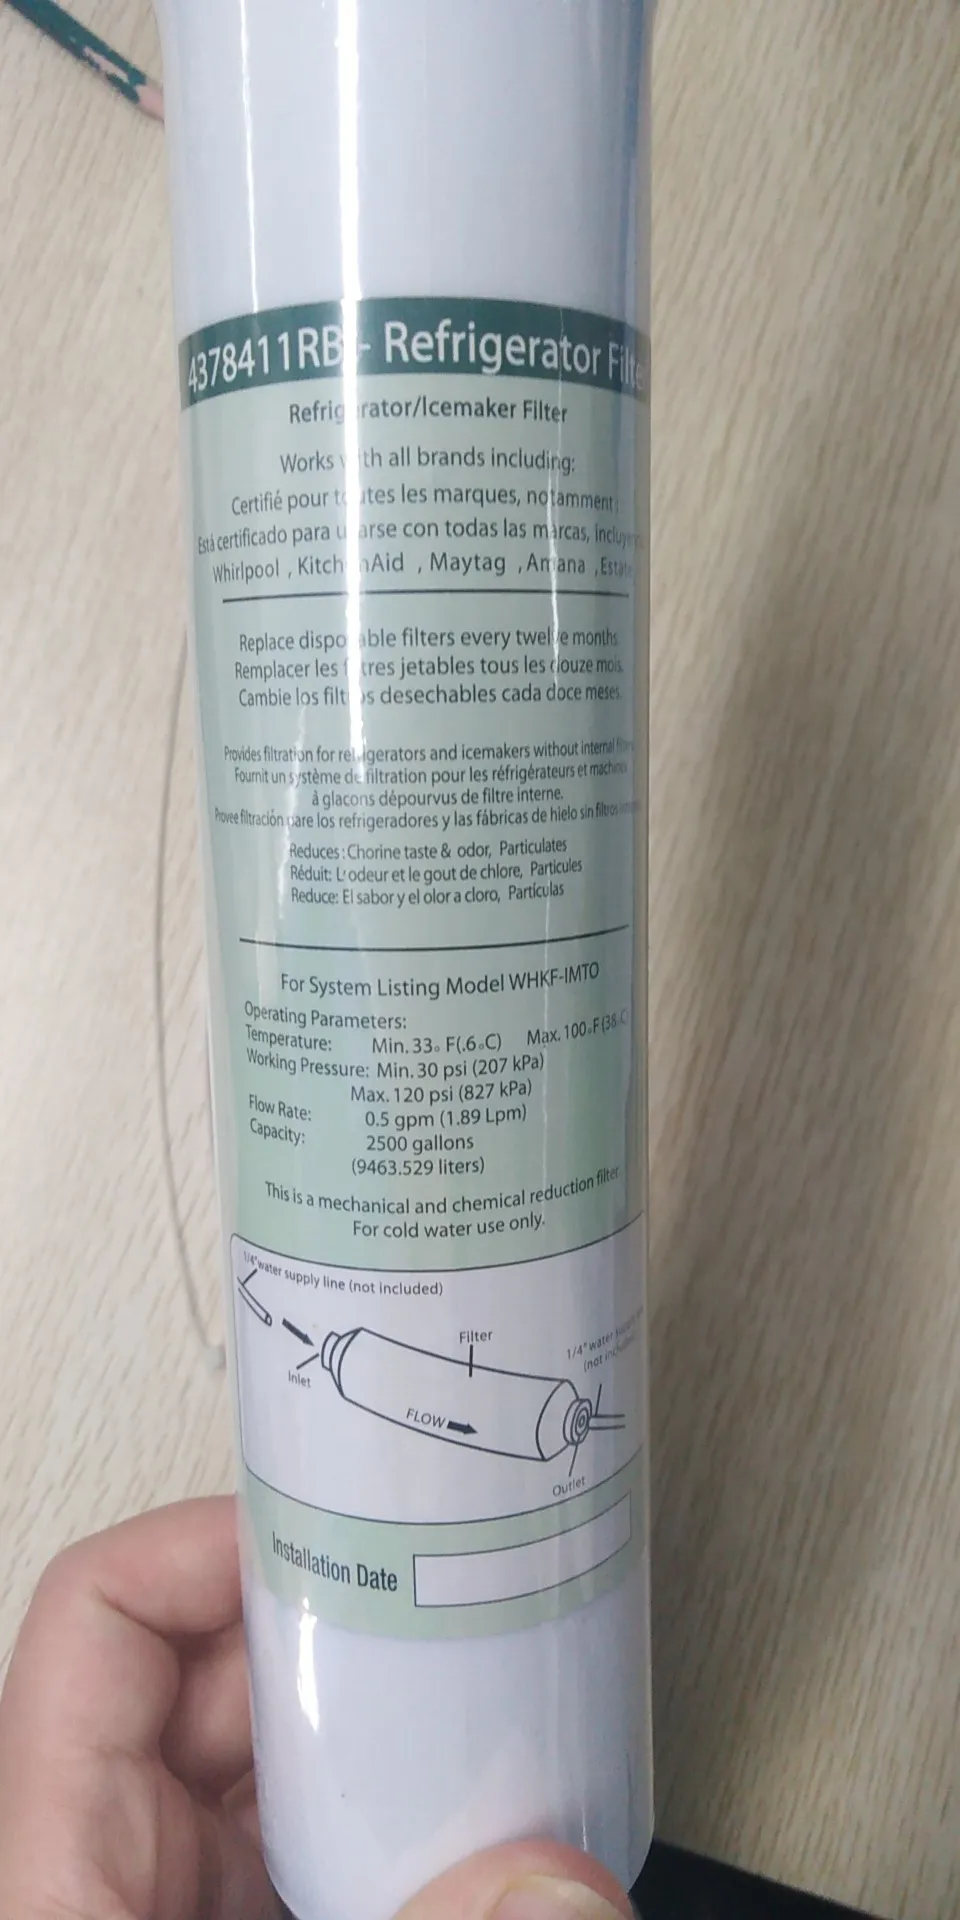 4378411RB - Refrigerator Filte
Refrigerator/Icemaker Filter
Works with all brands including:
Certifié pour toutes les marques, notamment:
Está certificado para usarse con todas las marcas,
Whirlpool , KitchenAid , Maytag , Amana , Estate
Replace disposable filters every twelve months.
Remplacer les filtres jetables tous les douze mois.
Cambie los filtros desechables cada doce meses.
Provides filtration for refrigerators and icemakers without internal
Fournit un système de filtration pour les réfrigérateurs et machines
à glacons dépourvus de filtre interne.
Provee filtración pare los refrigeradores y las fábricas de hielo sin filtros
Reduces: Chorine taste & odor, Particulates
Réduit: L'odeur et le gout de chlore, Particules
Reduce: El sabor y el olor a cloro, Partículas
For System Listing Model WHKF-IMTO
Operating Parameters:
Temperature: Min. 33° F(.6°C) Max. 100°F (38°C)
Working Pressure: Min. 30 psi (207 kPa)
Max. 120 psi (827 kPa)
Flow Rate: 0.5 gpm (1.89 Lpm)
Capacity: 2500 gallons
(9463.529 liters)
This is a mechanical and chemical reduction filter
For cold water use only.
1/4" water supply line (not included)
Filter
1/4" water
(not
Inlet
FLOW
Outlet
Installation Date